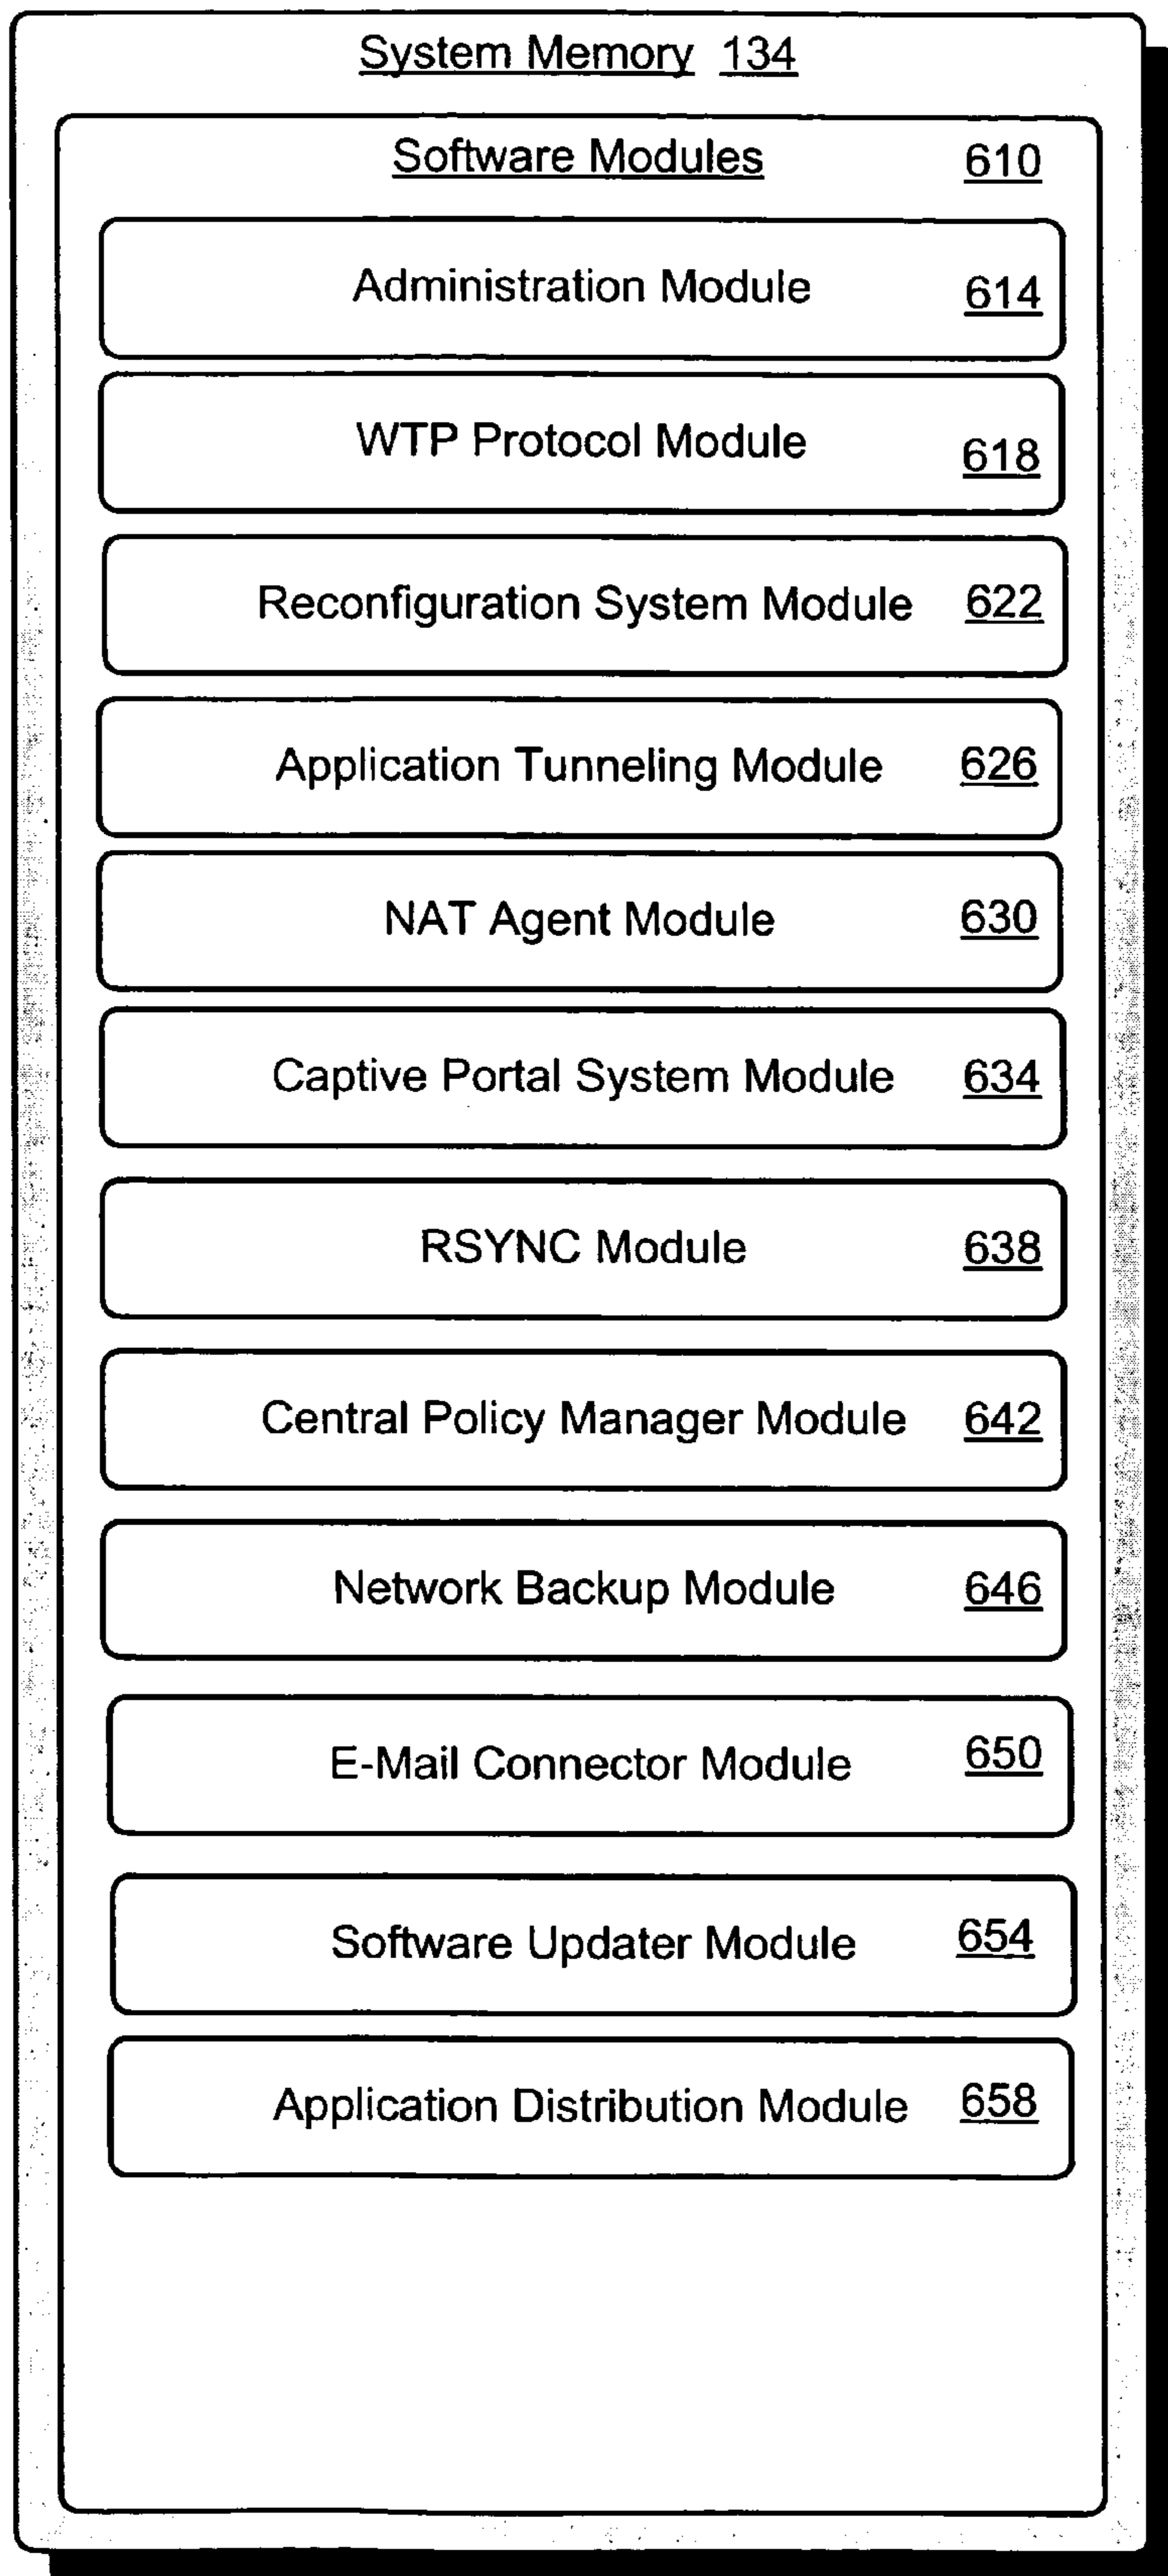 System Memory 134
Software Modules 610
Administration Module 614
WTP Protocol Module 618
Reconfiguration System Module 622
Application Tunneling Module 626
NAT Agent Module 630
Captive Portal System Module 634
RSYNC Module 638
Central Policy Manager Module 642
Network Backup Module 646
E-Mail Connector Module 650
Software Updater Module 654
Application Distribution Module 658